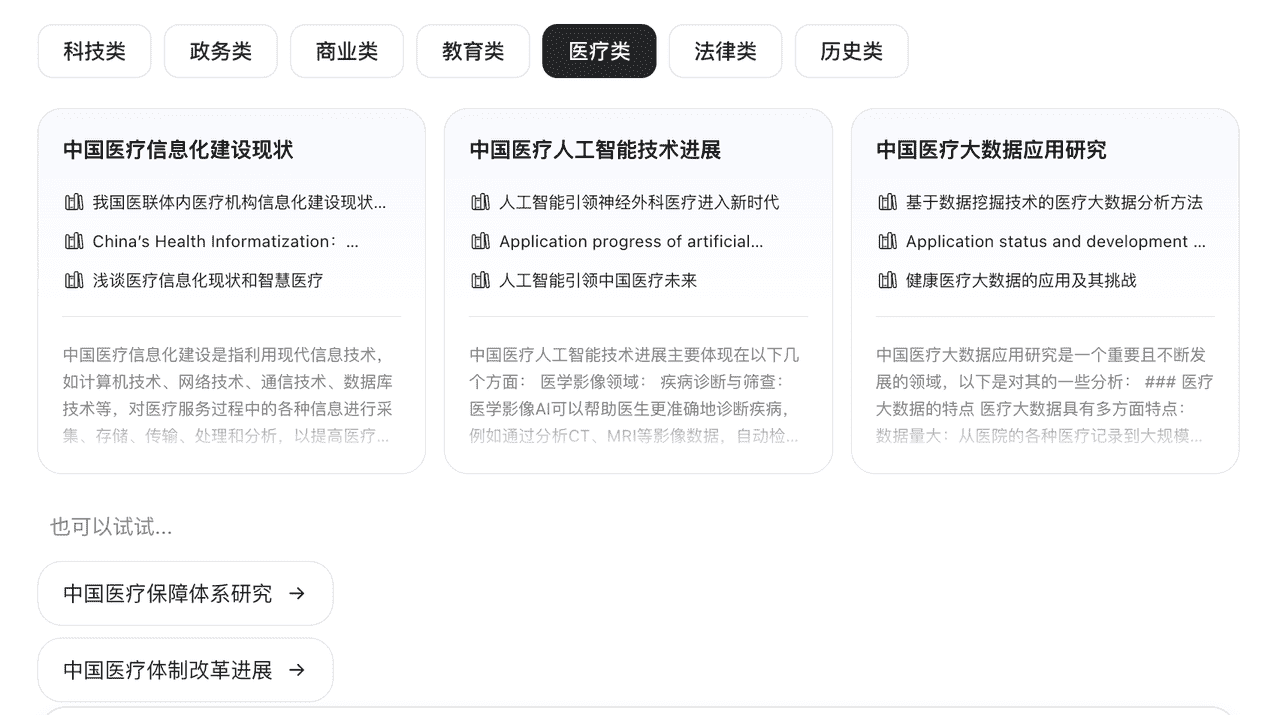 科技类
政务类
商业类
教育类
医疗类
法律类
历史类
中国医疗信息化建设现状
我国医联体内医疗机构信息化建设现状...
China's Health Informatization： ...
浅谈医疗信息化现状和智慧医疗
中国医疗信息化建设是指利用现代信息技术，
如计算机技术、网络技术、通信技术、数据库
技术等，对医疗服务过程中的各种信息进行采
集、存储、传输、处理和分析，以提高医疗...
中国医疗人工智能技术进展
人工智能引领神经外科医疗进入新时代
Application progress of artificial...
人工智能引领中国医疗未来
中国医疗人工智能技术进展主要体现在以下几
个方面： 医学影像领域： 疾病诊断与筛查：
医学影像AI可以帮助医生更准确地诊断疾病，
例如通过分析CT、MRI等影像数据，自动检...
中国医疗大数据应用研究
基于数据挖掘技术的医疗大数据分析方法
Application status and development ...
健康医疗大数据的应用及其挑战
中国医疗大数据应用研究是一个重要且不断发
展的领域，以下是对其的一些分析： ### 医疗
大数据的特点 医疗大数据具有多方面特点：
数据量大：从医院的各种医疗记录到大规模...
也可以试试...
中国医疗保障体系研究 →
中国医疗体制改革进展 →